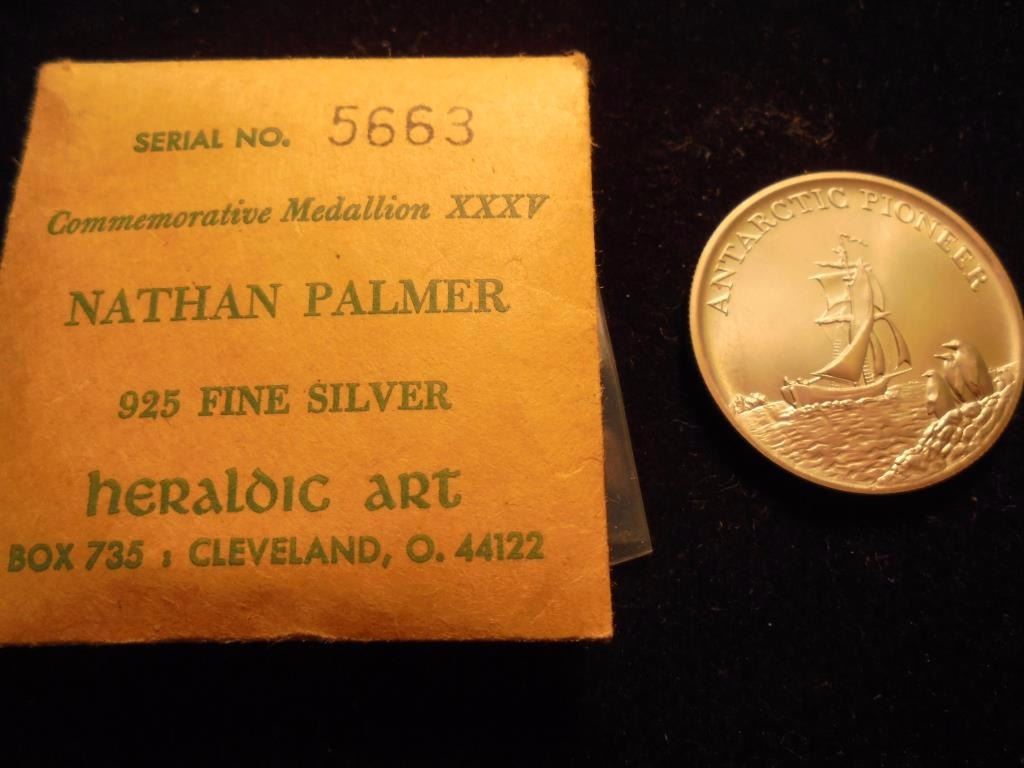 SERIAL NO. 5663
Commemorative Medallion XXXV
NATHAN PALMER
925 FINE SILVER
heraldic art
BOX 735 ; CLEVELAND, O. 44122
ANTARCTIC PIONEER